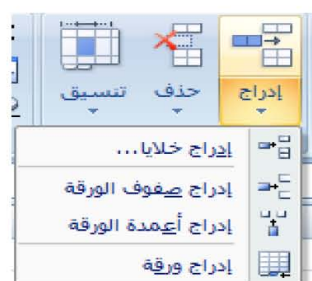 إدراج حذف تنسيق
إدراج خلايا...
إدراج صفوف الورقة
إدراج أعمدة الورقة
إدراج ورقة